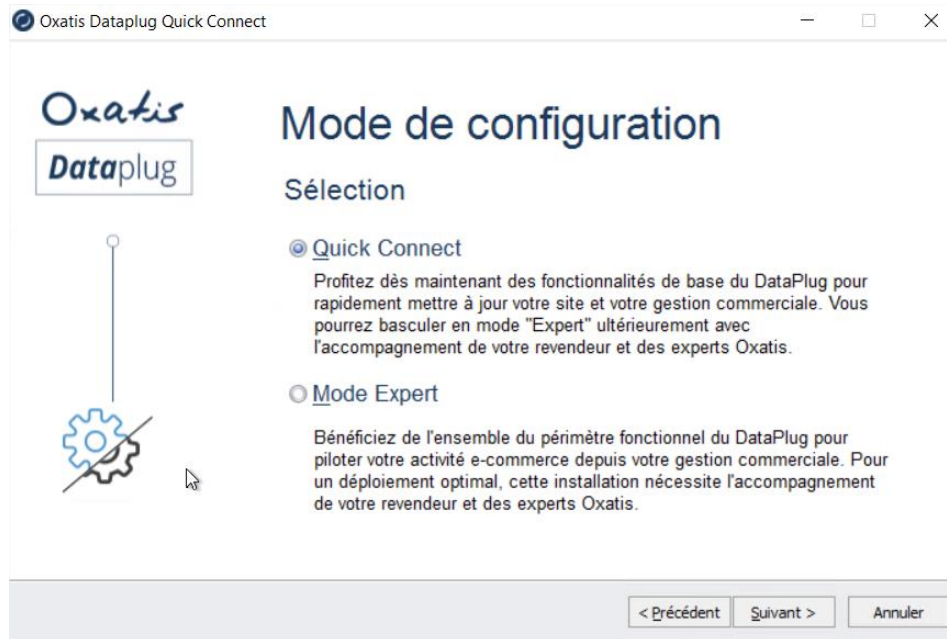 Oxatis Dataplug Quick Connect
Oxatis
Dataplug
Mode de configuration
Sélection
Quick Connect
Profitez dès maintenant des fonctionnalités de base du DataPlug pour
rapidement mettre à jour votre site et votre gestion commerciale. Vous
pourrez basculer en mode "Expert" ultérieurement avec
l'accompagnement de votre revendeur et des experts Oxatis.
Mode Expert
Bénéficiez de l'ensemble du périmètre fonctionnel du DataPlug pour
piloter votre activité e-commerce depuis votre gestion commerciale. Pour
un déploiement optimal, cette installation nécessite l'accompagnement
de votre revendeur et des experts Oxatis.
< Précédent Suivant > Annuler